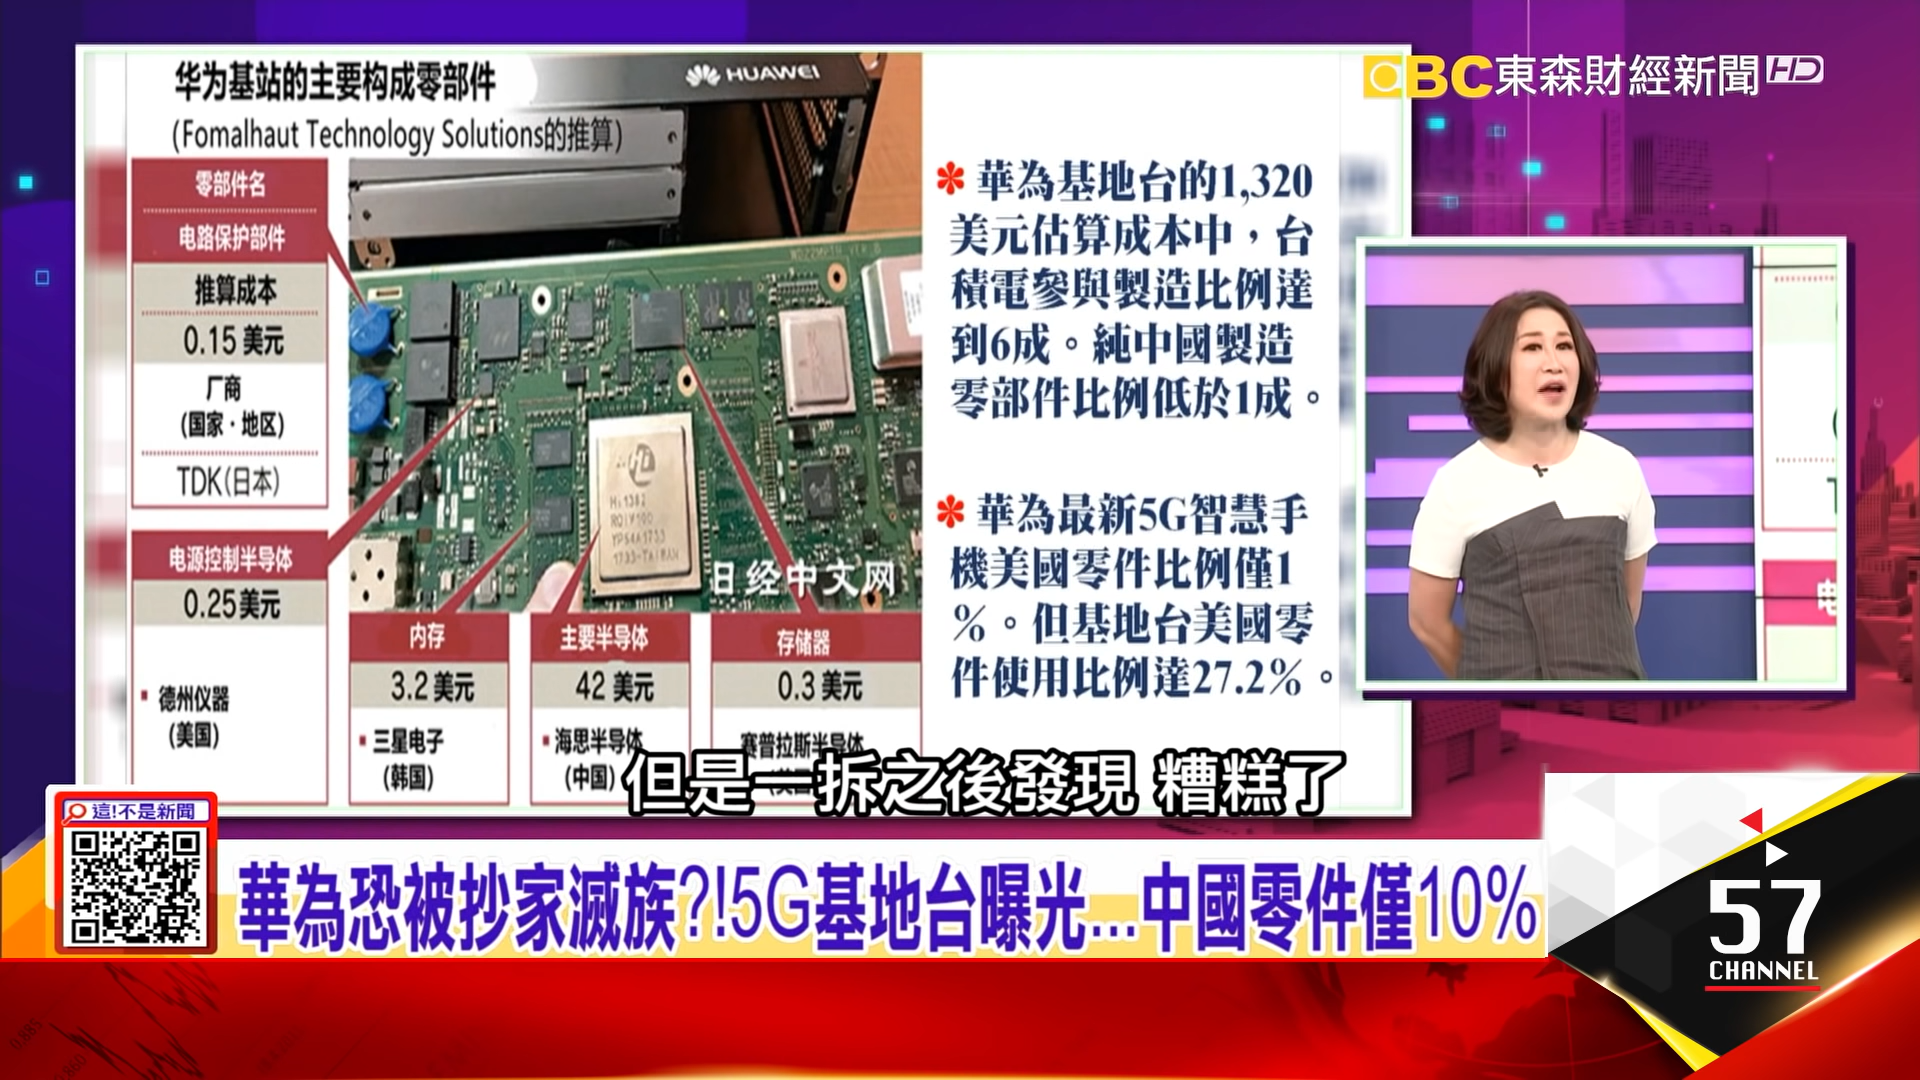 华为基站的主要构成零部件
(Fomalhaut Technology Solutions的推算)
HUAWEI
零部件名
电路保护部件
推算成本
0.15 美元
厂商
(国家·地区)
TDK(日本)
电源控制半导体
0.25美元
德州仪器
(美国)
内存
3.2 美元
三星电子
(韩国)
主要半导体
42 美元
海思半导体
(中国)
存储器
0.3 美元
赛普拉斯半导体
日经中文网
華為基地台的1,320
美元估算成本中，台
積電參與製造比例達
到6成。純中國製造
零部件比例低於1成。
華為最新5G智慧手
機美國零件比例僅1
%。但基地台美國零
件使用比例達27.2%。
EBC東森財經新聞HD
但是一拆之後發現 糟糕了
這!不是新聞
華為恐被抄家滅族?!5G基地台曝光...中國零件僅10%
57
CHANNEL